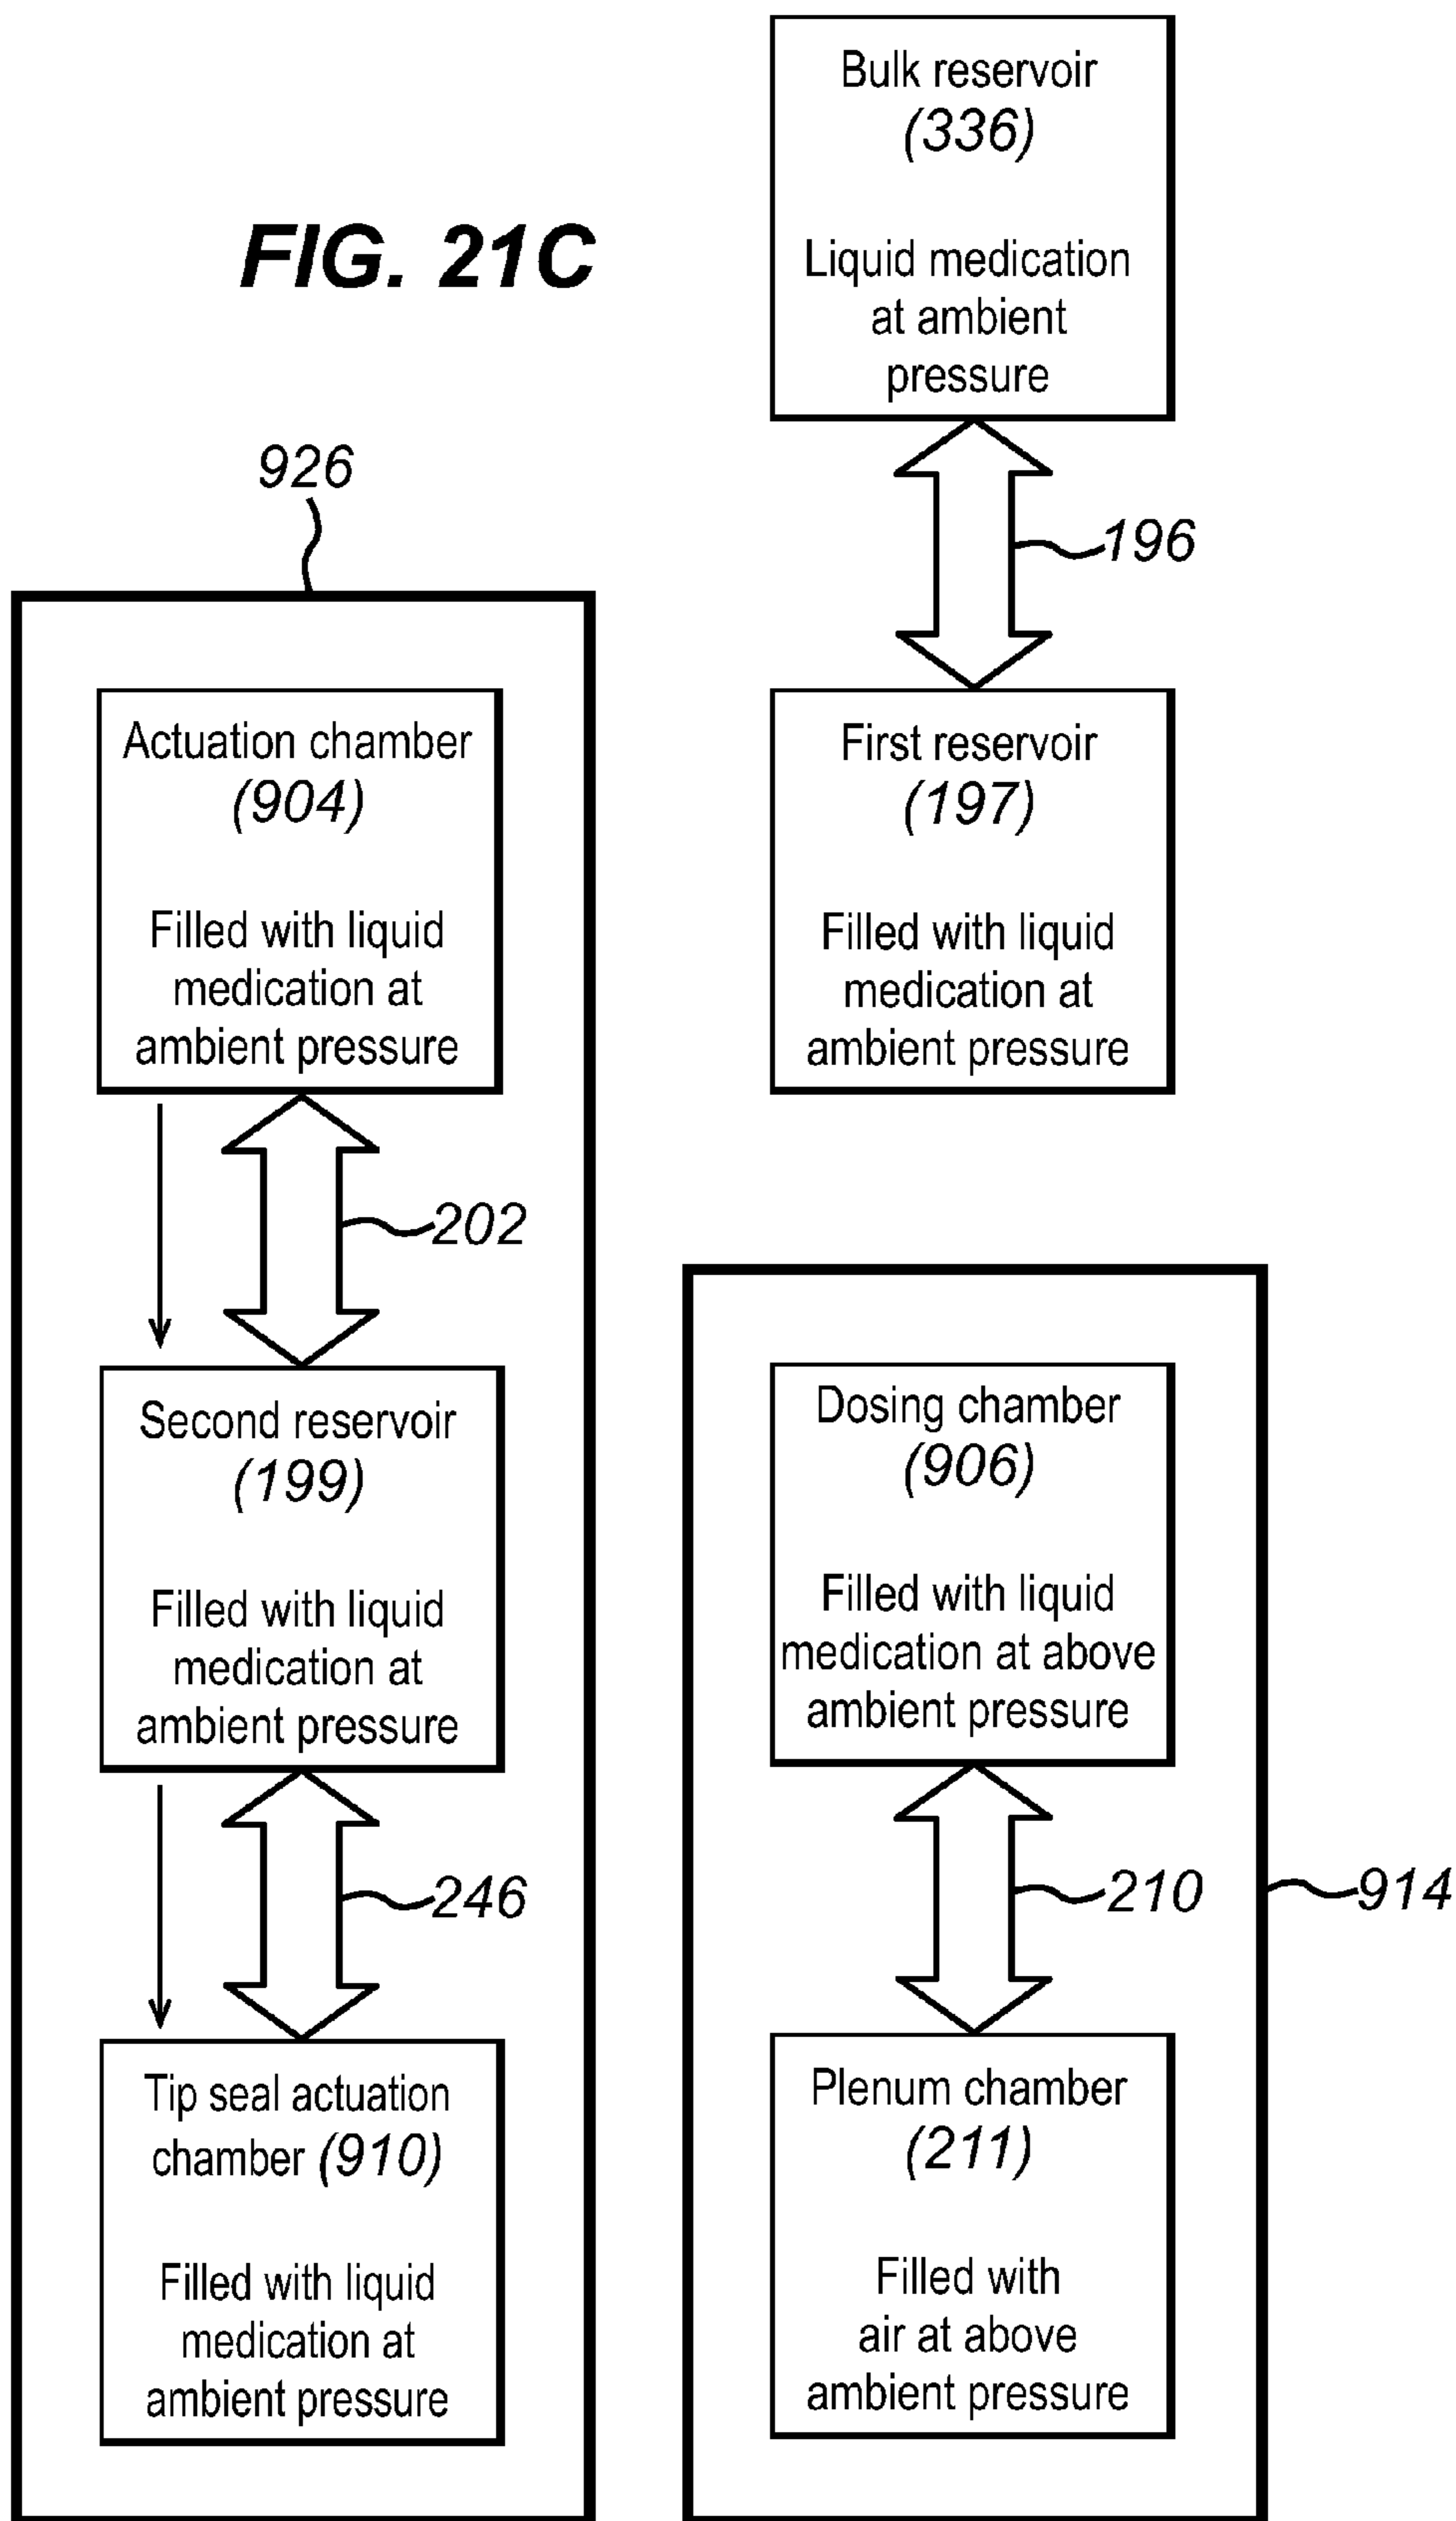 FIG. 21C
Bulk reservoir
(336)
Liquid medication
at ambient
pressure
196
First reservoir
(197)
Filled with liquid
medication at
ambient pressure
926
Actuation chamber
(904)
Filled with liquid
medication at
ambient pressure
202
Second reservoir
(199)
Filled with liquid
medication at
ambient pressure
246
Tip seal actuation
chamber (910)
Filled with liquid
medication at
ambient pressure
Dosing chamber
(906)
Filled with liquid
medication at above
ambient pressure
210
914
Plenum chamber
(211)
Filled with
air at above
ambient pressure